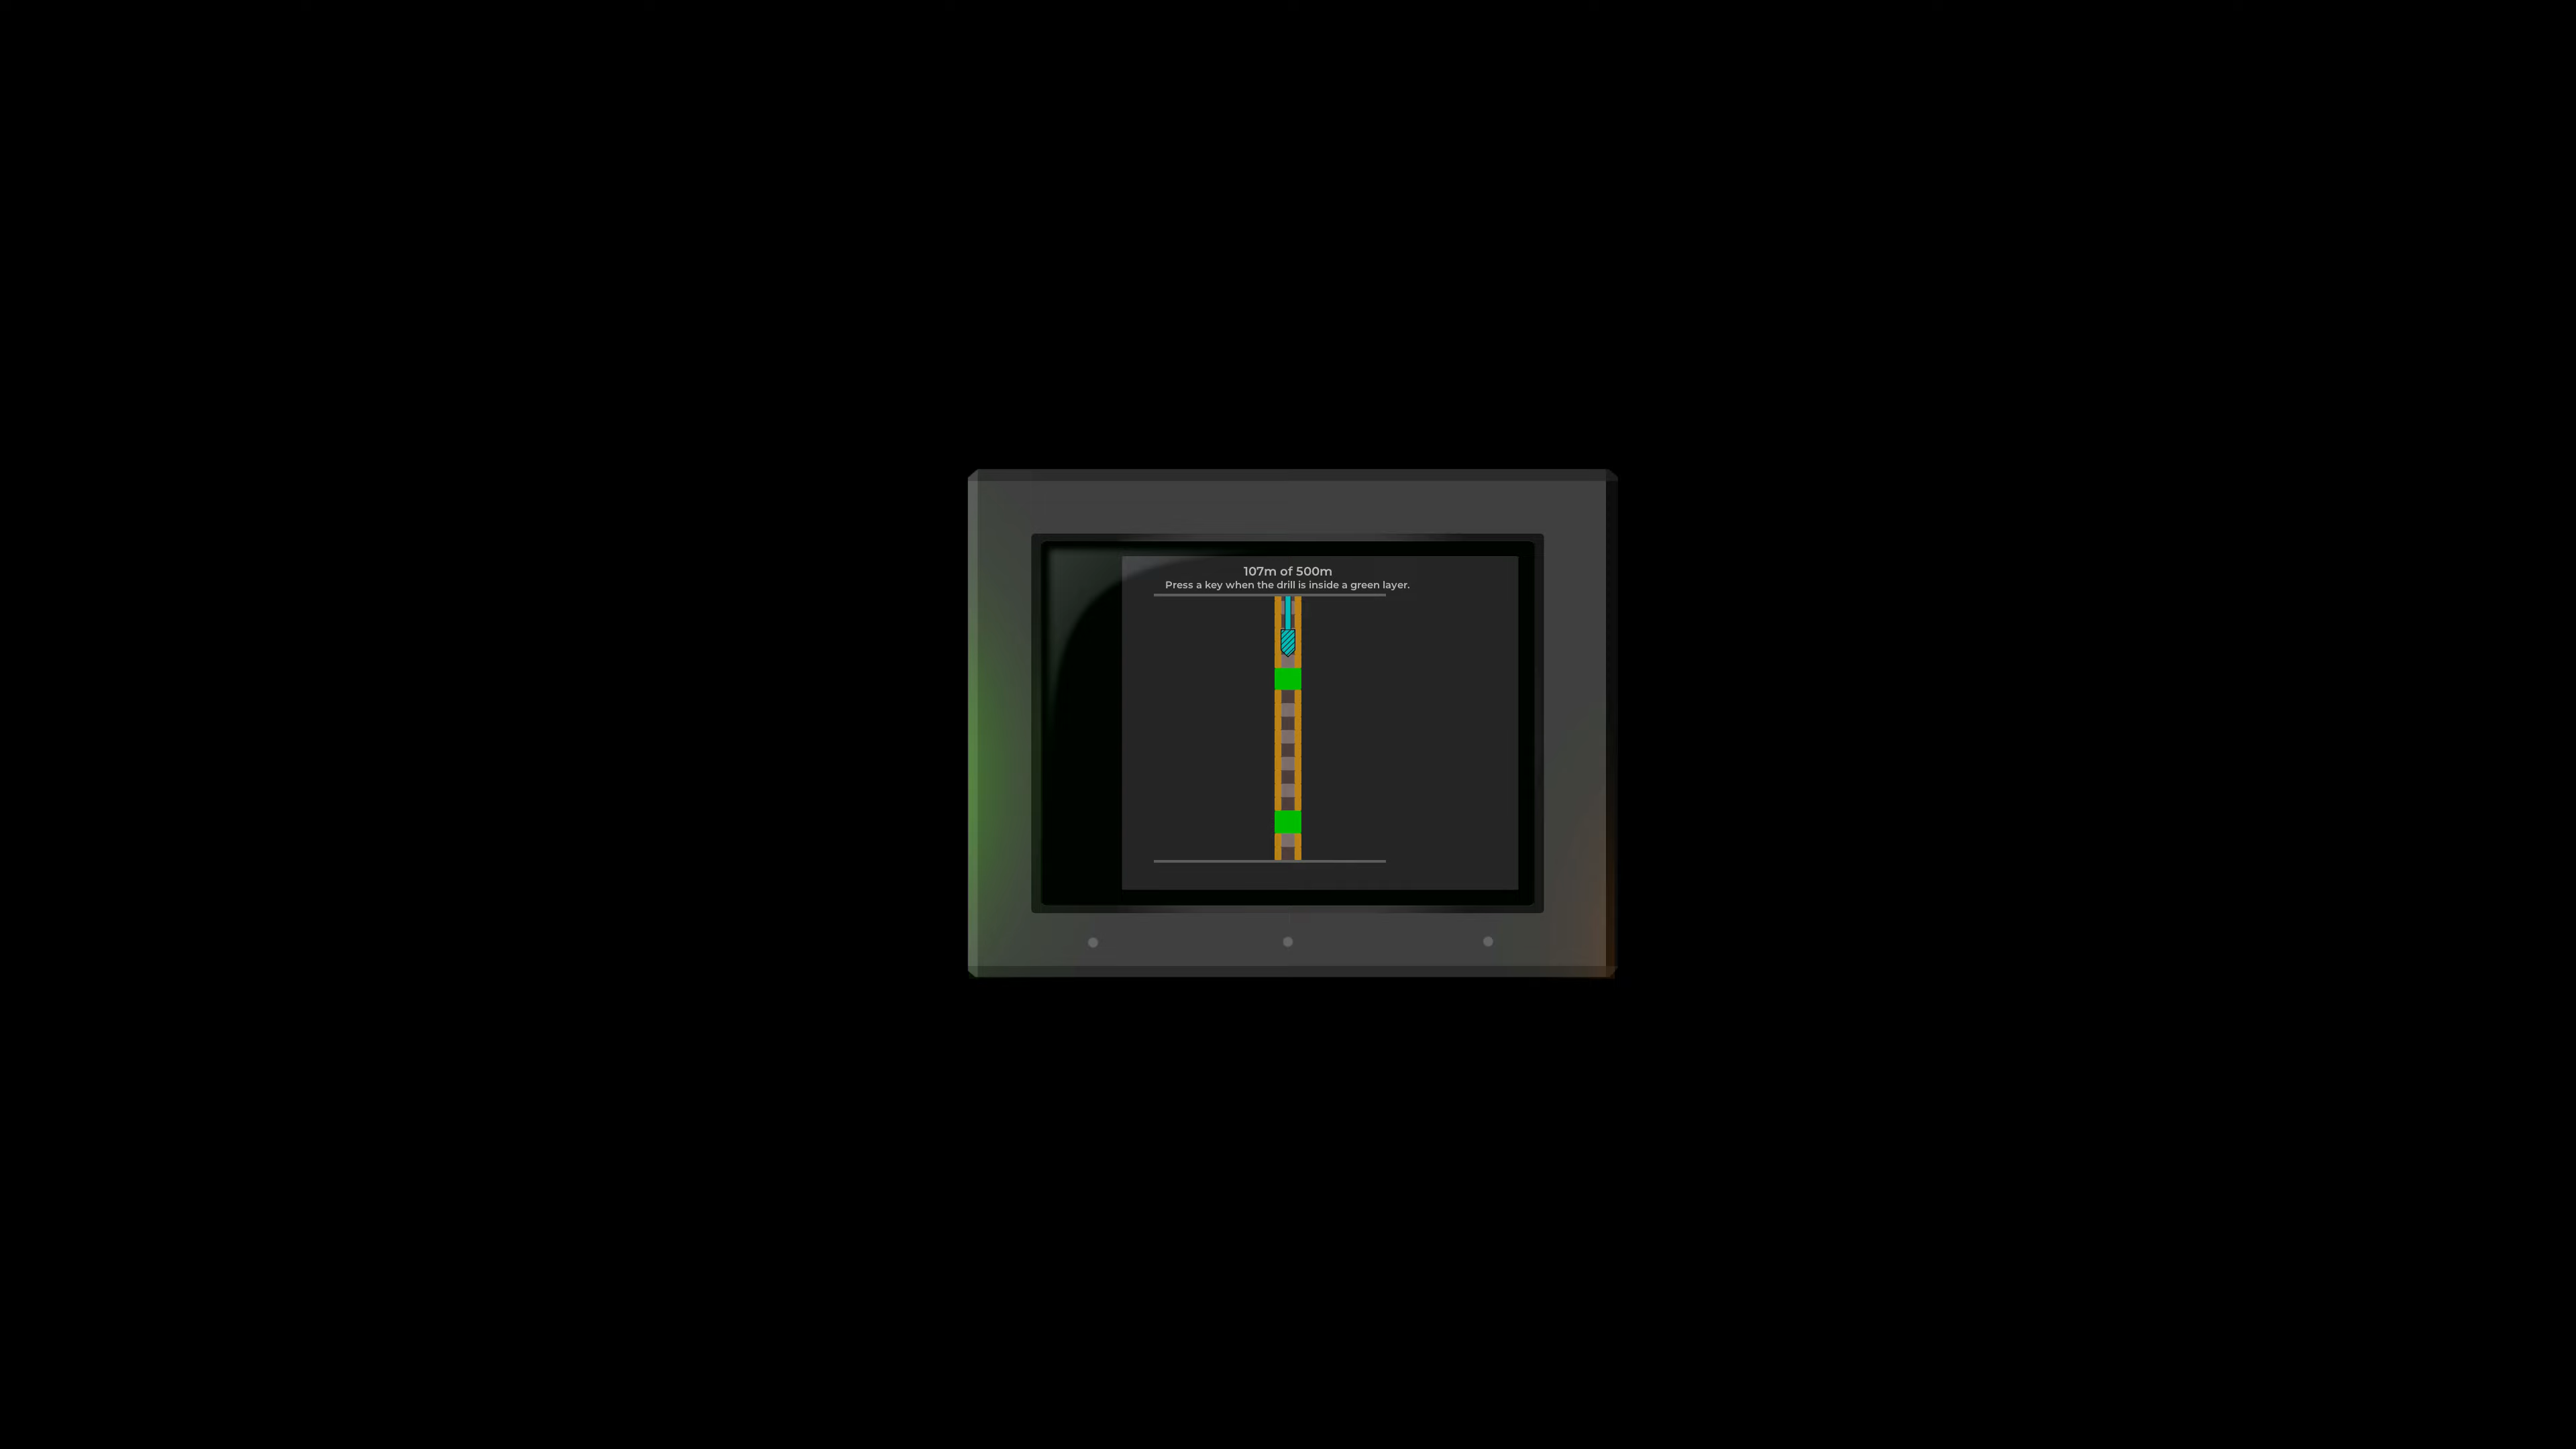 107m of 500m
Press a key when the drill is inside a green layer.